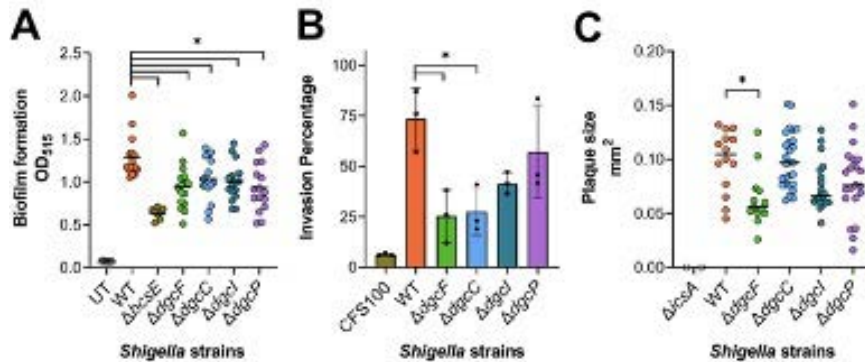 A
Biofilm formation
OD515
2.5
2.0
1.5
1.0
0.5
0.0
*
UT
WT
ΔbcsE
ΔdgcF
ΔdgcC
ΔdgcI
ΔdgcP
Shigella strains
B
Invasion Percentage
100
75
50
25
0
*
CFS100
WT
ΔdgcF
ΔdgcC
ΔdgcI
ΔdgcP
Shigella strains
C
Plaque size
mm2
0.20
0.15
0.10
0.05
0.00
*
ΔicsA
WT
ΔdgcF
ΔdgcC
ΔdgcI
ΔdgcP
Shigella strains